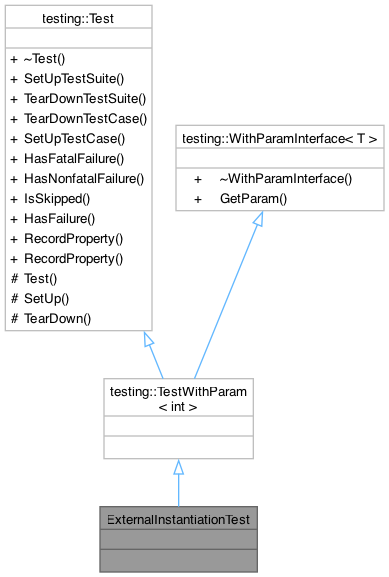 testing::Test
+ ~Test()
+ SetUpTestSuite()
+ TearDownTestSuite()
+ TearDownTestCase()
+ SetUpTestCase()
+ HasFatalFailure()
+ HasNonfatalFailure()
+ IsSkipped()
+ HasFailure()
+ RecordProperty()
+ RecordProperty()
# Test()
# SetUp()
# TearDown()
testing::WithParamInterface< T >
+ ~WithParamInterface()
+ GetParam()
testing::TestWithParam
< int >
ExternalInstantiationTest